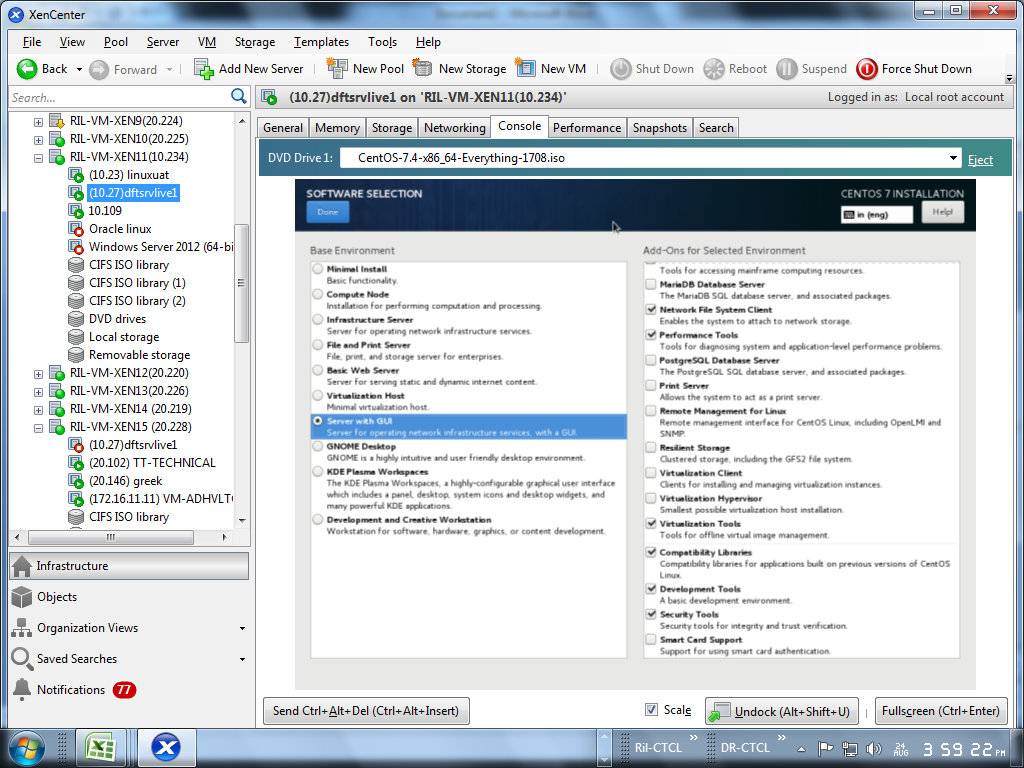 XenCenter
File View Pool Server VM Storage Templates Tools Help
Back Forward Add New Server New Pool New Storage New VM Shut Down Reboot Suspend Force Shut Down
Search...
(10.27)dftsrvlive1 on 'RIL-VM-XEN11(10.234)' Logged in as: Local root account
General Memory Storage Networking Console Performance Snapshots Search
DVD Drive 1: CentOS-7.4-x86_64-Everything-1708.iso Eject
RIL-VM-XEN9(20.224)
RIL-VM-XEN10(20.225)
RIL-VM-XEN11(10.234)
(10.23) linuxuat
(10.27)dftsrvlive1
10.109
Oracle linux
Windows Server 2012 (64-bi
CIFS ISO library
CIFS ISO library (1)
CIFS ISO library (2)
DVD drives
Local storage
Removable storage
RIL-VM-XEN12(20.220)
RIL-VM-XEN13(20.226)
RIL-VM-XEN14 (20.219)
RIL-VM-XEN15 (20.228)
(10.27)dftsrvlive1
(20.102) TT-TECHNICAL
(20.146) greek
(172.16.11.11) VM-ADHVLTC
CIFS ISO library
Infrastructure
Objects
Organization Views
Saved Searches
Notifications 77
SOFTWARE SELECTION
Done
CENTOS 7 INSTALLATION
in (eng) Help!
Base Environment
Minimal Install
Basic functionality.
Compute Node
Installation for performing computation and processing.
Infrastructure Server
Server for operating network infrastructure services.
File and Print Server
File, print, and storage server for enterprises.
Basic Web Server
Server for serving static and dynamic internet content.
Virtualization Host
Minimal virtualization host.
Server with GUI
Server for operating network infrastructure services, with a GUI.
GNOME Desktop
GNOME is a highly intuitive and user friendly desktop environment.
KDE Plasma Workspaces
The KDE Plasma Workspaces, a highly-configurable graphical user interface
which includes a panel, desktop, system icons and desktop widgets, and
many powerful KDE applications.
Development and Creative Workstation
Workstation for software, hardware, graphics, or content development.
Add-Ons for Selected Environment
Tools for accessing mainframe computing resources.
MariaDB Database Server
The MariaDB SQL database server, and associated packages.
Network File System Client
Enables the system to attach to network storage.
Performance Tools
Tools for diagnosing system and application-level performance problems.
PostgreSQL Database Server
The PostgreSQL SQL database server, and associated packages.
Print Server
Allows the system to act as a print server.
Remote Management for Linux
Remote management interface for CentOS Linux, including OpenLMI and
SNMP.
Resilient Storage
Clustered storage, including the GFS2 file system.
Virtualization Client
Clients for installing and managing virtualization instances.
Virtualization Hypervisor
Smallest possible virtualization host installation.
Virtualization Tools
Tools for offline virtual image management.
Compatibility Libraries
Compatibility libraries for applications built on previous versions of CentOS
Linux.
Development Tools
A basic development environment.
Security Tools
Security tools for integrity and trust verification.
Smart Card Support
Support for using smart card authentication.
Send Ctrl+Alt+Del (Ctrl+Alt+Insert) Scale Undock (Alt+Shift+U) Fullscreen (Ctrl+Enter)
Ril-CTCL » DR-CTCL » 24 AUG 3 59 22 PM